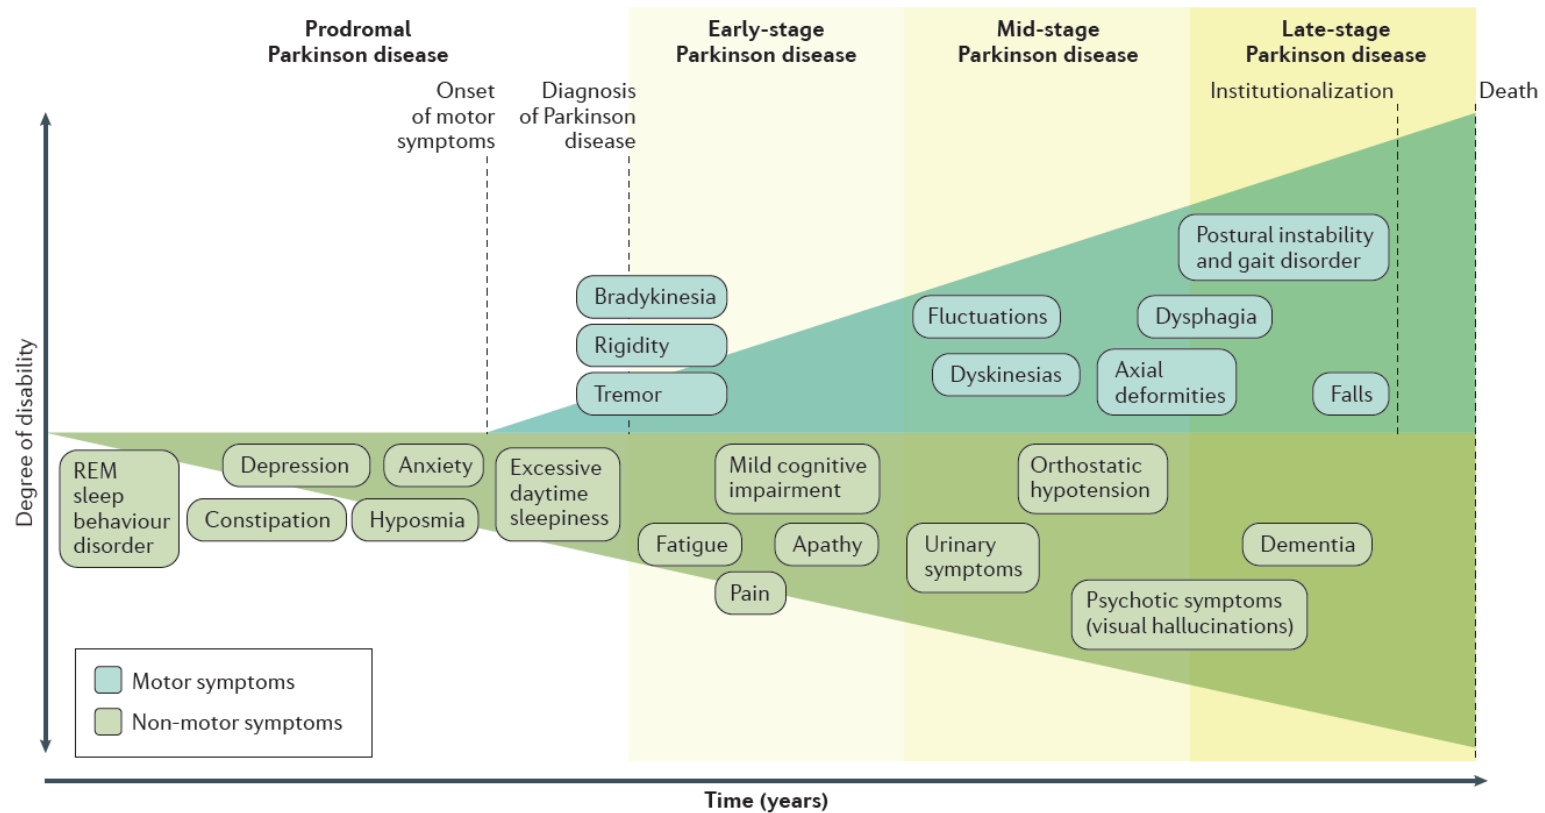 Prodromal
Parkinson disease
Early-stage
Parkinson disease
Mid-stage
Parkinson disease
Late-stage
Parkinson disease
Onset
of motor
symptoms
Diagnosis
of Parkinson
disease
Institutionalization
Death
Degree of disability
Bradykinesia
Rigidity
Tremor
Fluctuations
Dyskinesias
Postural instability
and gait disorder
Dysphagia
Axial
deformities
Falls
REM
sleep
behaviour
disorder
Depression
Constipation
Anxiety
Hyposmia
Excessive
daytime
sleepiness
Mild cognitive
impairment
Fatigue
Apathy
Pain
Orthostatic
hypotension
Urinary
symptoms
Psychotic symptoms
(visual hallucinations)
Dementia
Motor symptoms
Non-motor symptoms
Time (years)